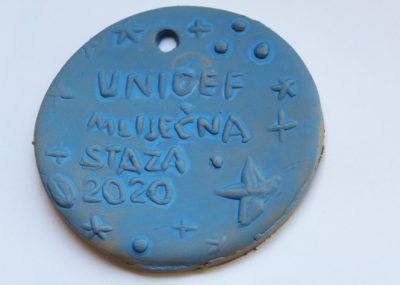 UNICEF
MLIJEČNA
STAZA
2020